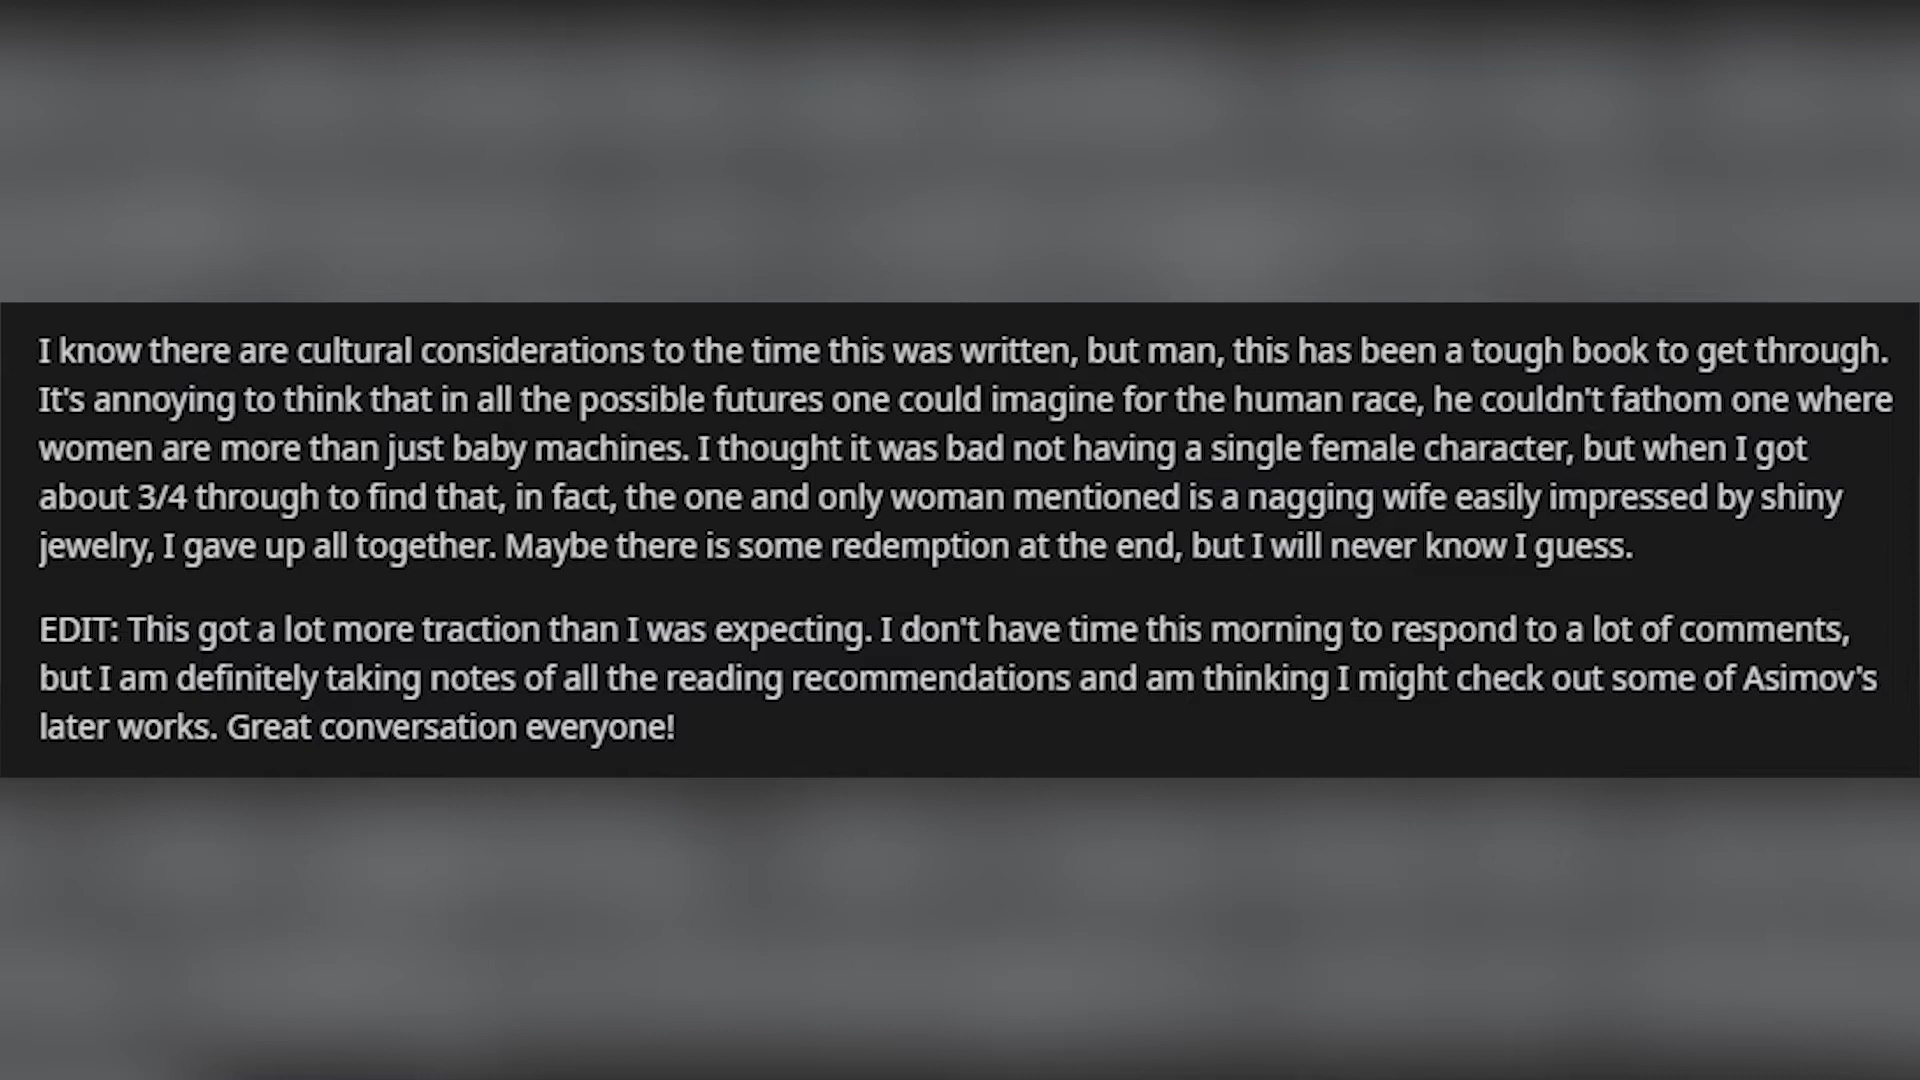 I know there are cultural considerations to the time this was written, but man, this has been a tough book to get through.
It's annoying to think that in all the possible futures one could imagine for the human race, he couldn't fathom one where
women are more than just baby machines. I thought it was bad not having a single female character, but when I got
about 3/4 through to find that, in fact, the one and only woman mentioned is a nagging wife easily impressed by shiny
jewelry, I gave up all together. Maybe there is some redemption at the end, but I will never know I guess.
EDIT: This got a lot more traction than I was expecting. I don't have time this morning to respond to a lot of comments,
but I am definitely taking notes of all the reading recommendations and am thinking I might check out some of Asimov's
later works. Great conversation everyone!